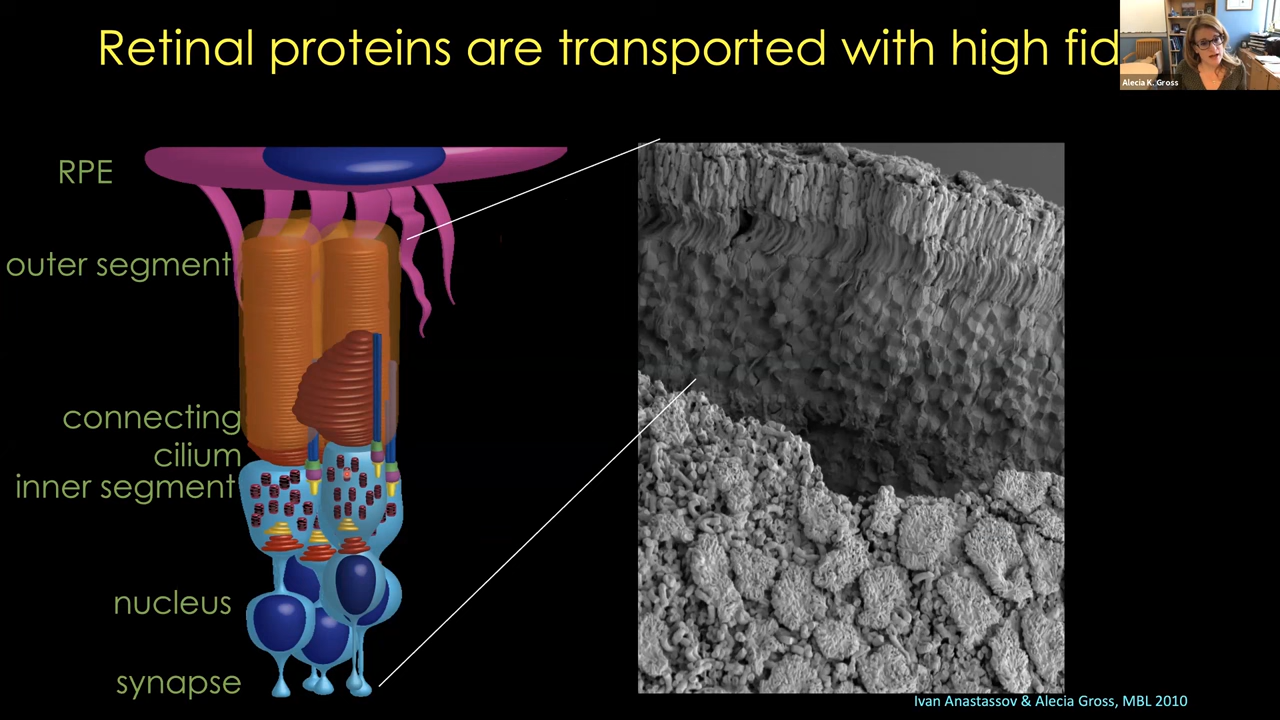 Retinal proteins are transported with high fid
Alecia K. Gross
RPE
outer segment
connecting
cilium
inner segment
nucleus
synapse
Ivan Anastassov & Alecia Gross, MBL 2010